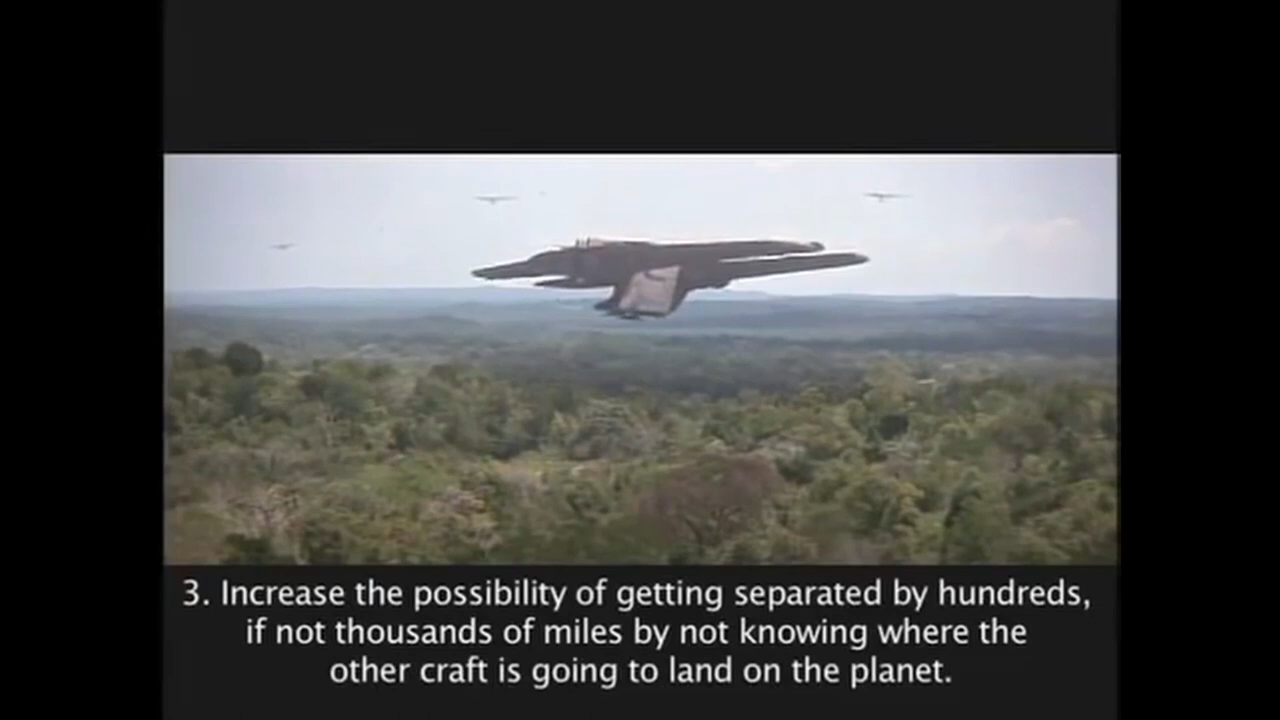 3. Increase the possibility of getting separated by hundreds,
if not thousands of miles by not knowing where the
other craft is going to land on the planet.